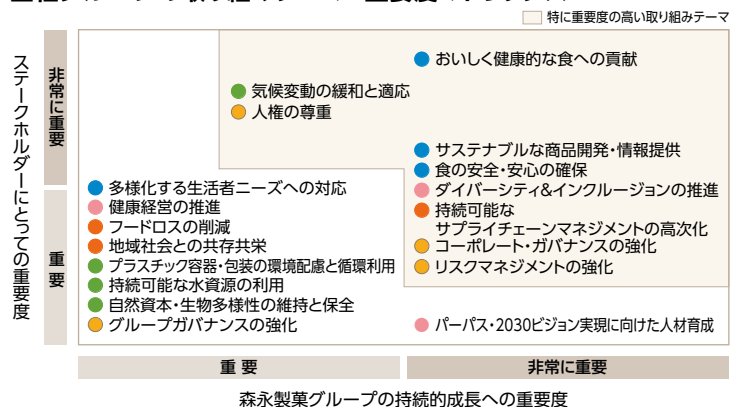 特に重要度の高い取り組みテーマ
ステークホルダーにとっての重要度
非常に重要
重要
おいしく健康的な食への貢献
気候変動の緩和と適応
人権の尊重
サステナブルな商品開発・情報提供
食の安全・安心の確保
ダイバーシティ&インクルージョンの推進
持続可能な
サプライチェーンマネジメントの高次化
コーポレート・ガバナンスの強化
リスクマネジメントの強化
多様化する生活者ニーズへの対応
健康経営の推進
フードロスの削減
地域社会との共存共栄
プラスチック容器・包装の環境配慮と循環利用
持続可能な水資源の利用
自然資本・生物多様性の維持と保全
グループガバナンスの強化
パーパス・2030ビジョン実現に向けた人材育成
重 要
非常に重要
森永製菓グループの持続的成長への重要度